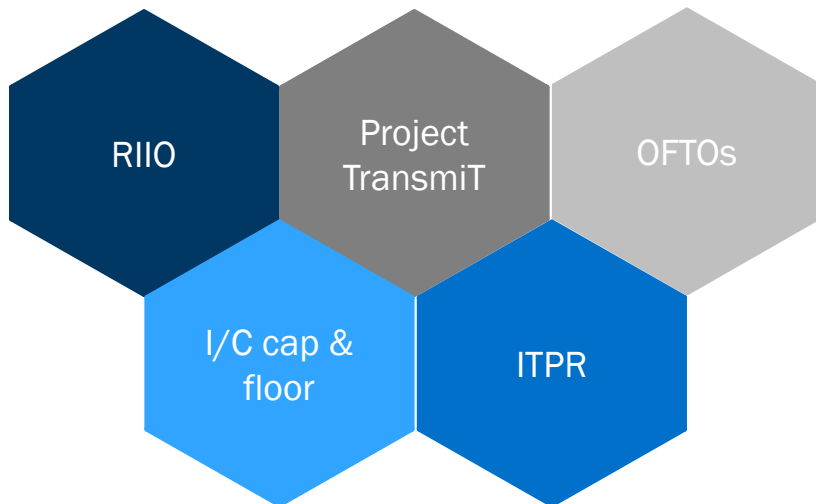 RIIO
Project
TransmiT
OFTOs
I/C cap &
floor
ITPR